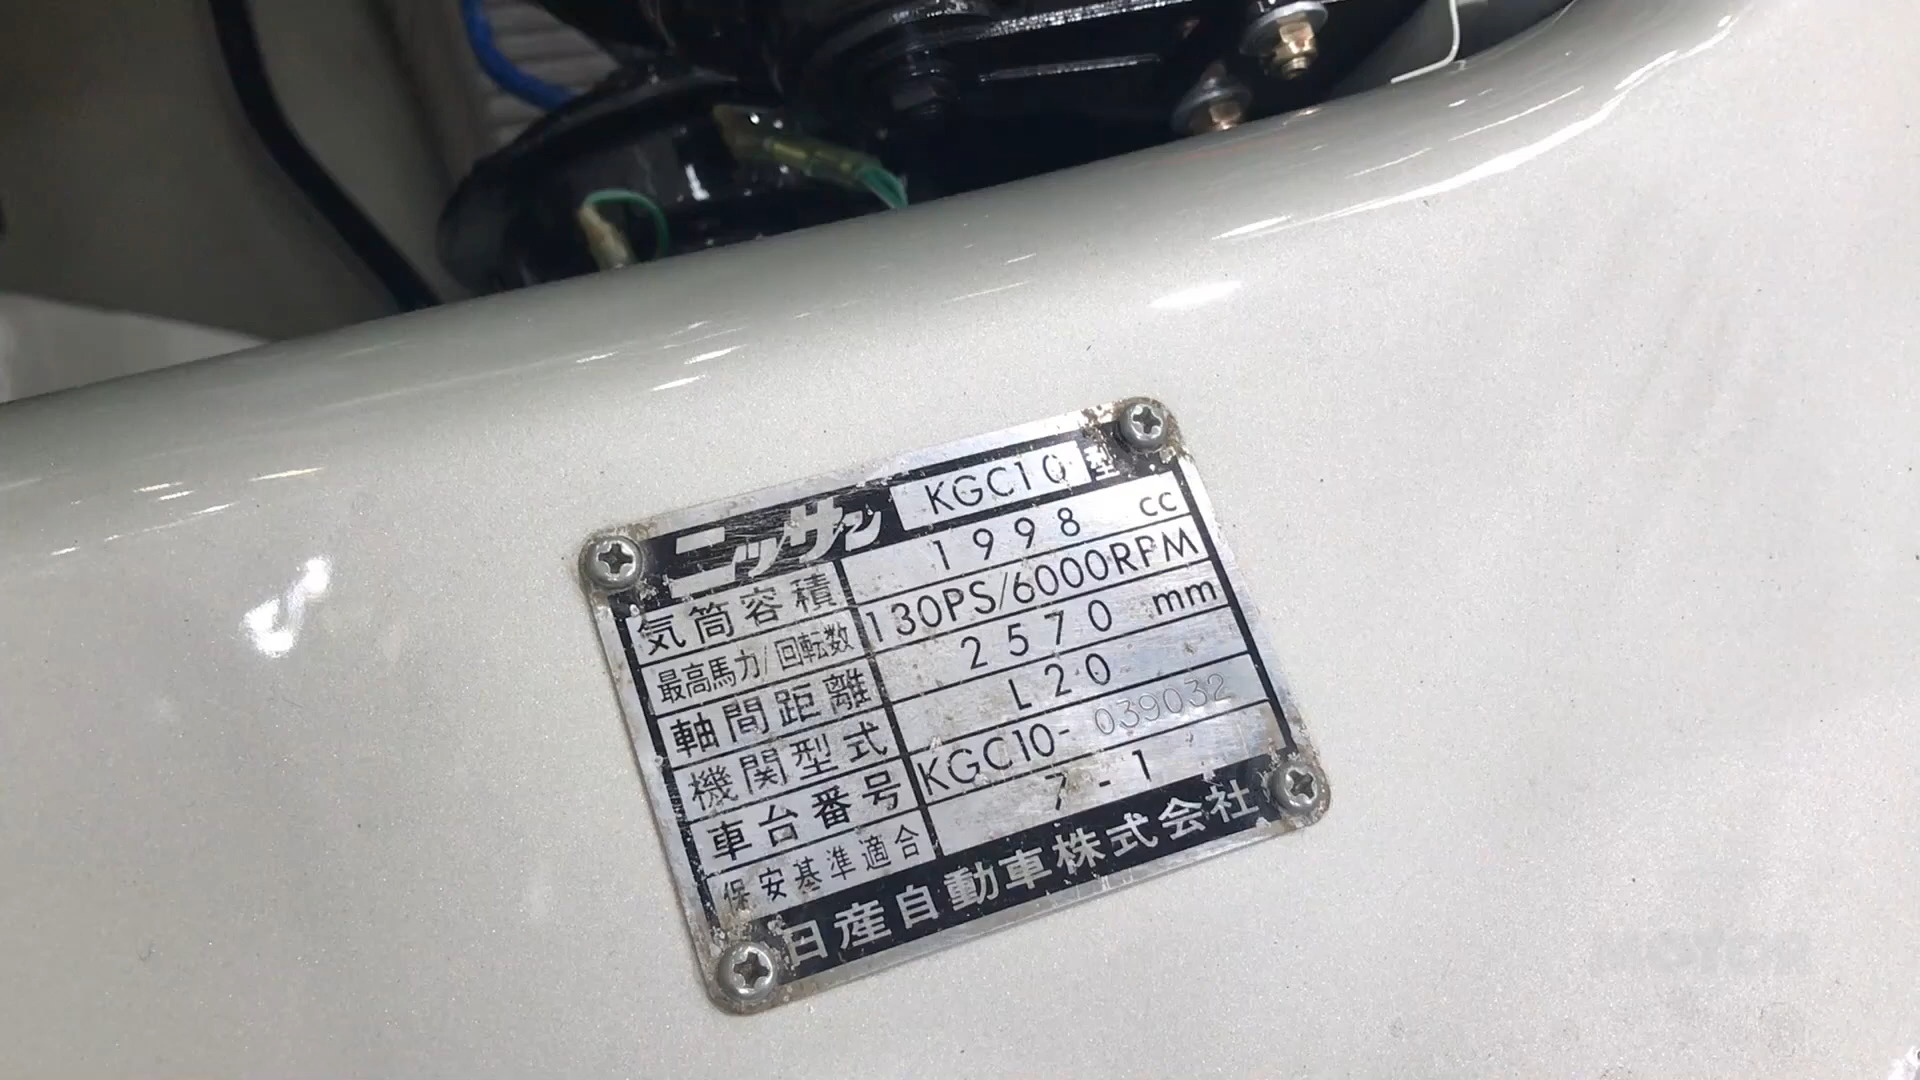 ニッサン KGC10 型
気筒容積 1998 cc
最高馬力/回転数 130PS/6000RPM
軸間距離 2570 mm
機関型式 L20
車台番号 KGC10-039032
保安基準適合 7-1
日産自動車株式会社
MOTOR